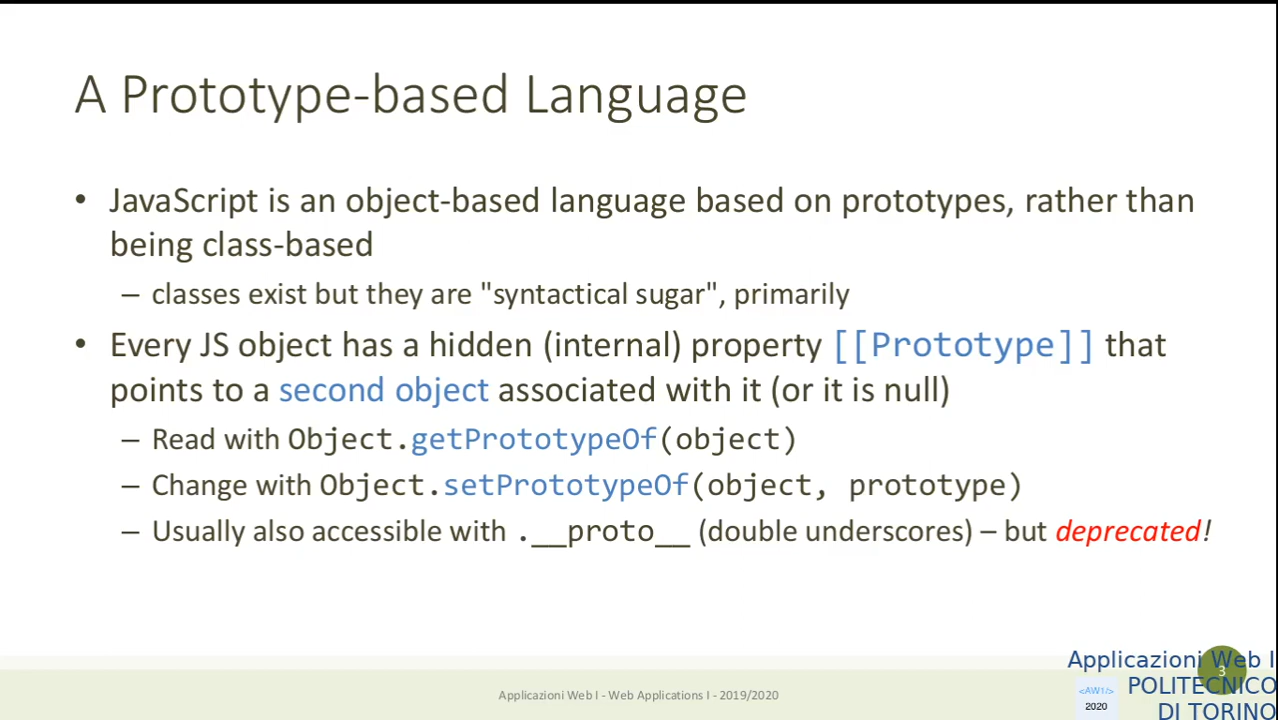 A Prototype-based Language
• JavaScript is an object-based language based on prototypes, rather than
being class-based
– classes exist but they are "syntactical sugar", primarily
• Every JS object has a hidden (internal) property [[Prototype]] that
points to a second object associated with it (or it is null)
– Read with Object.getPrototypeOf(object)
– Change with Object.setPrototypeOf(object, prototype)
– Usually also accessible with .__proto__ (double underscores) – but deprecated!
Applicazioni Web I - Web Applications I - 2019/2020
3
Applicazioni Web I
<AW1/>
2020
POLITECNICO
DI TORINO